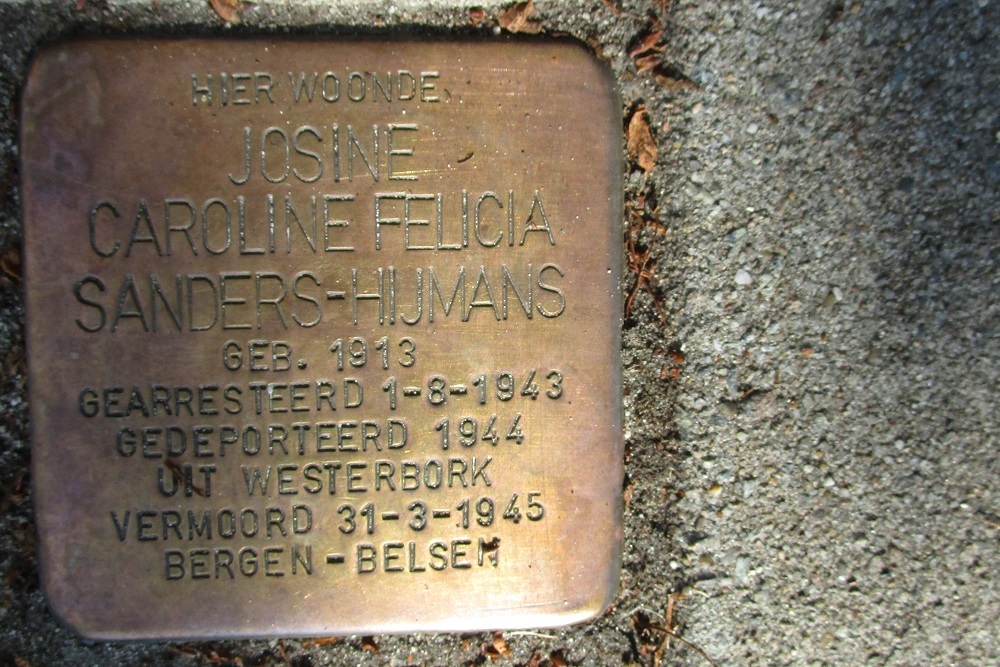 HIER WOONDE
JOSINE
CAROLINE FELICIA
SANDERS-HIJMANS
GEB. 1913
GEARRESTEERD 1-8-1943
GEDEPORTEERD 1944
UIT WESTERBORK
VERMOORD 31-3-1945
BERGEN-BELSEN